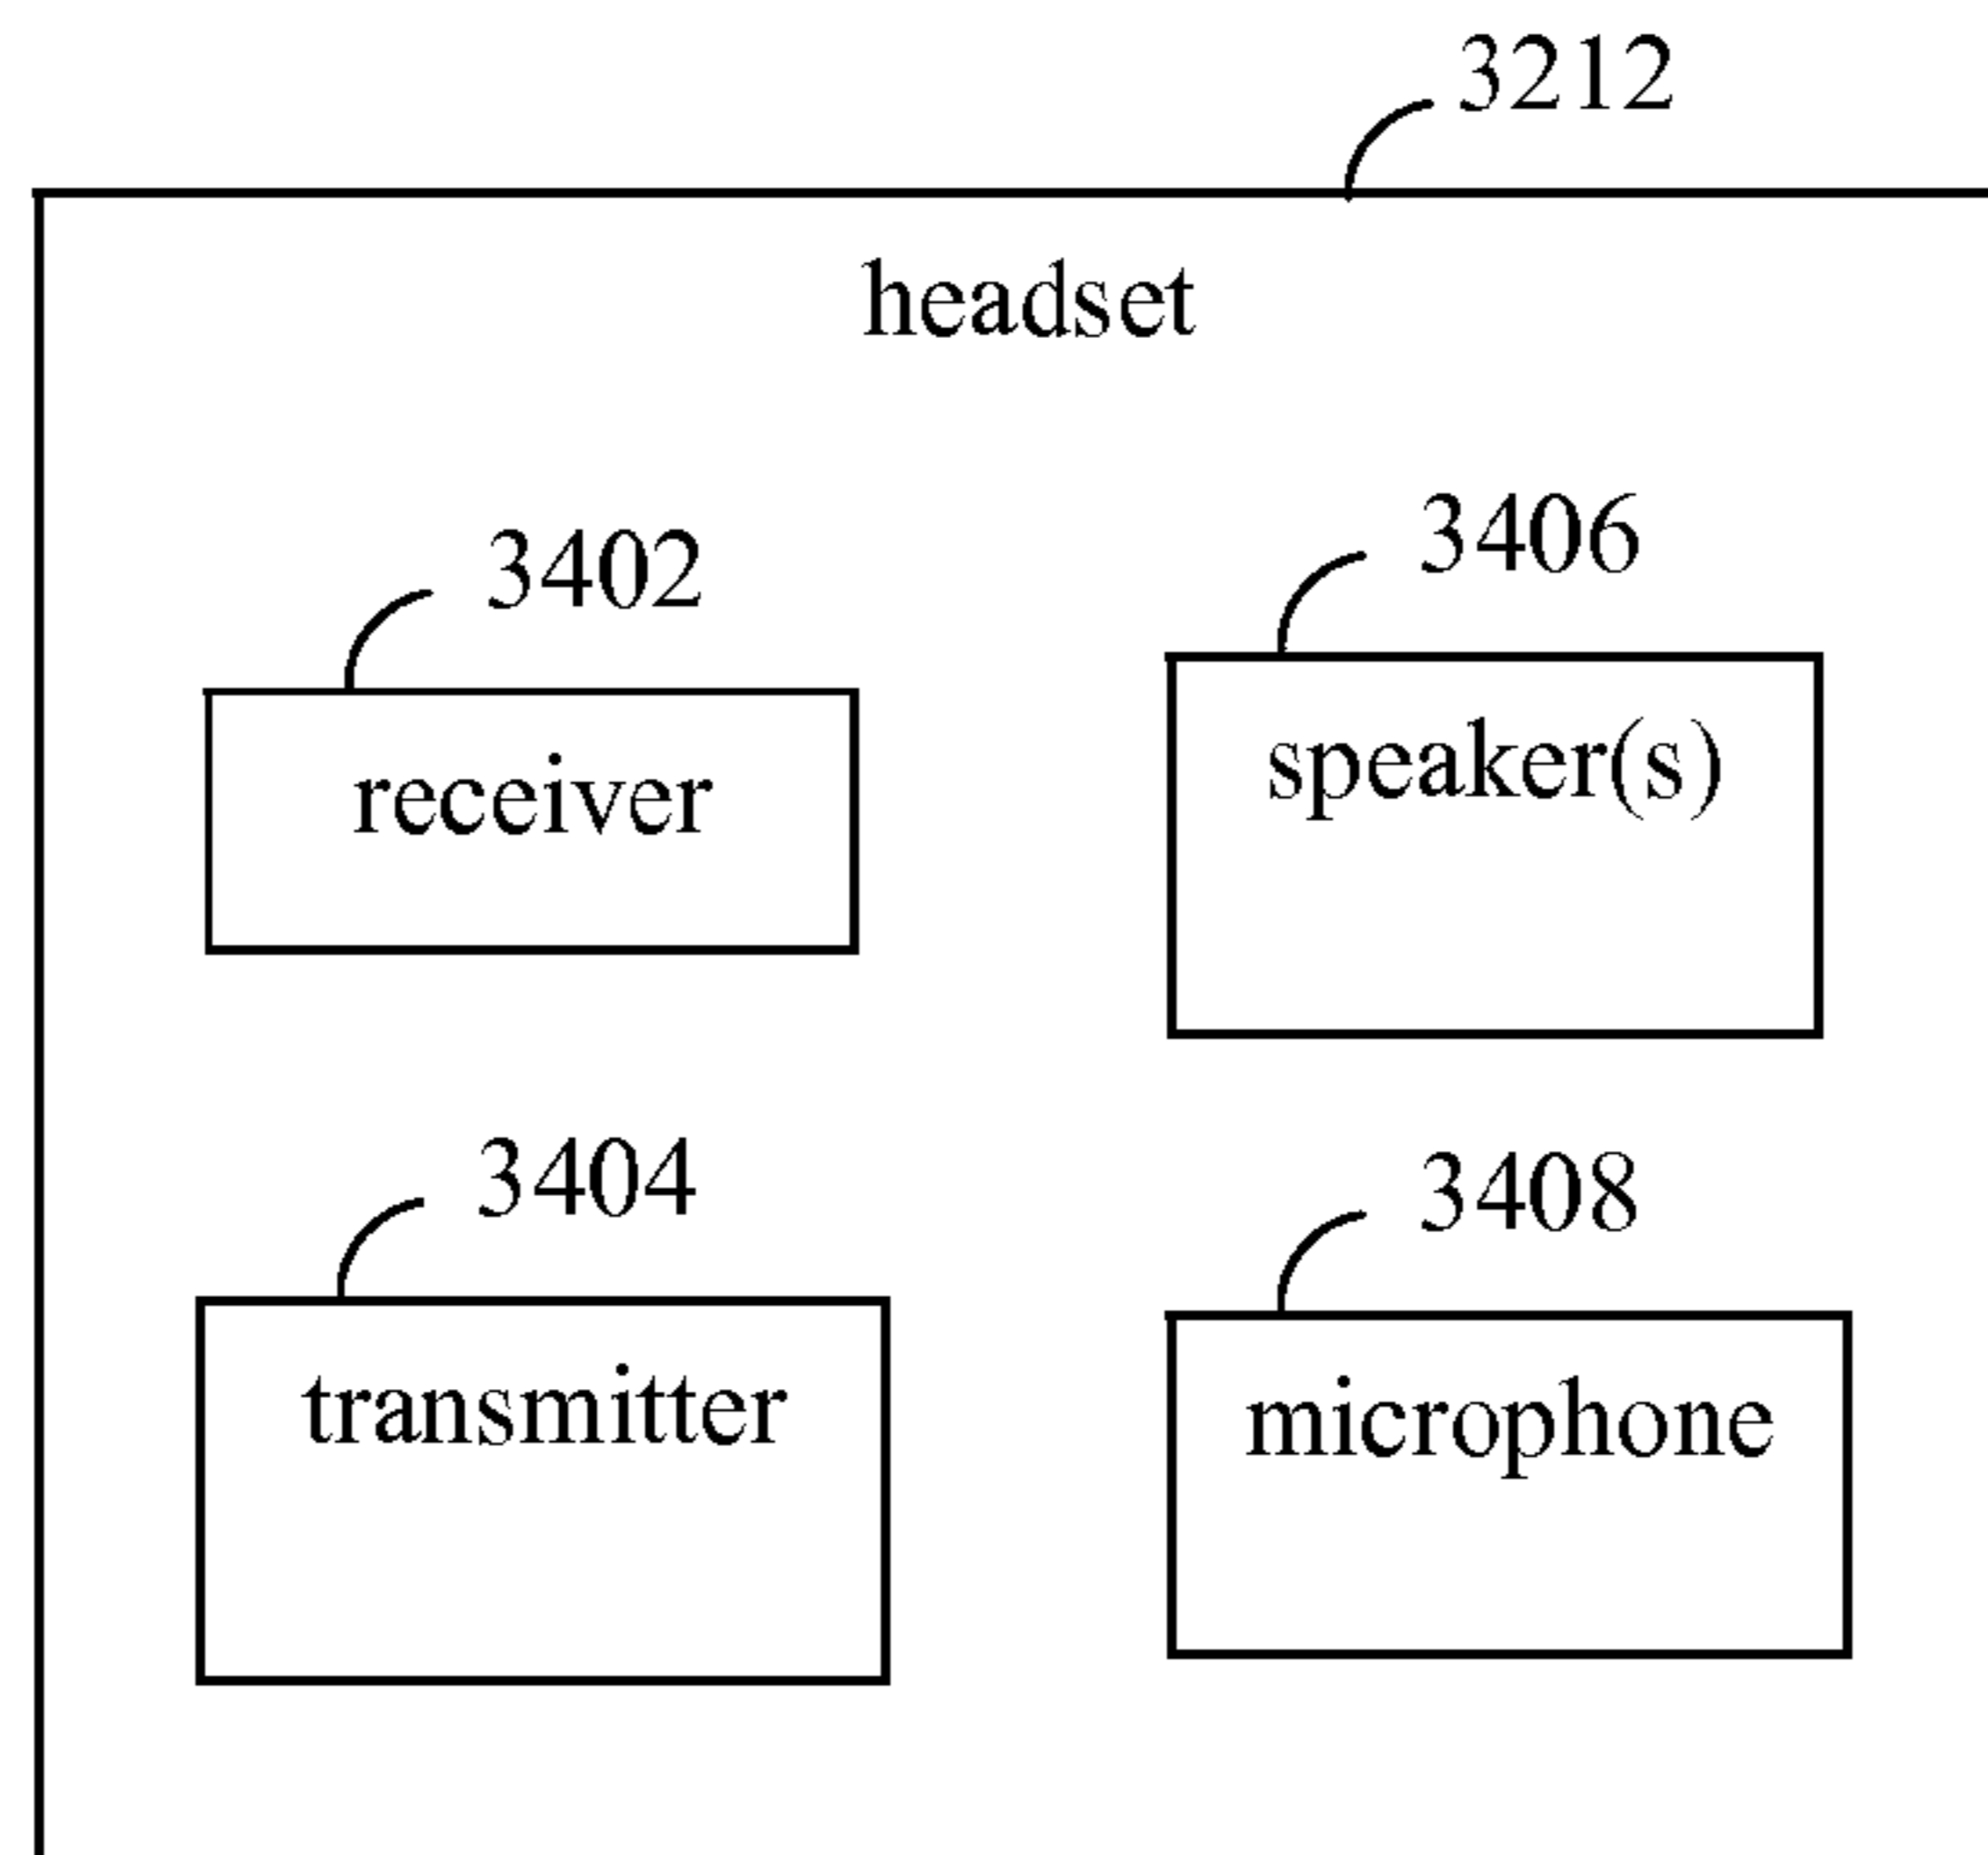 3212
headset
3402
receiver
3406
speaker(s)
3404
transmitter
3408
microphone